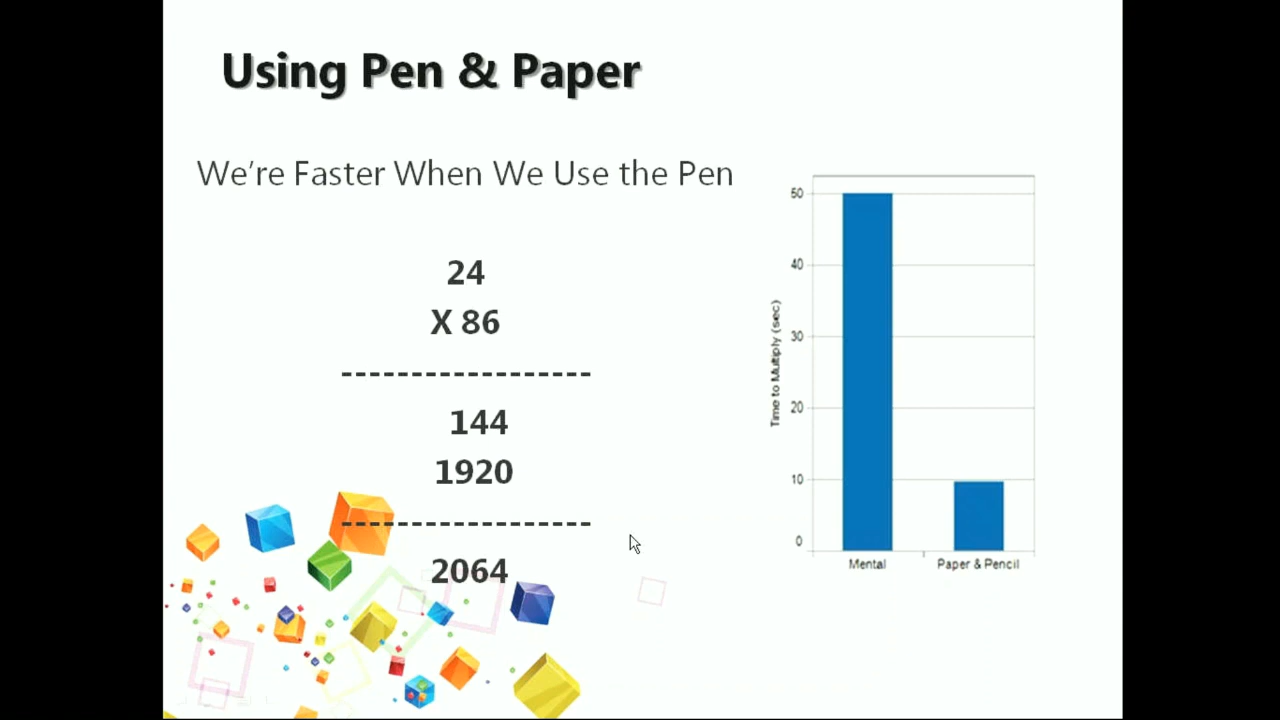 Using Pen & Paper
We're Faster When We Use the Pen
24
X 86
------------------
144
1920
------------------
2064
50
40
30
20
10
0
Time to Multiply (sec)
Mental
Paper & Pencil